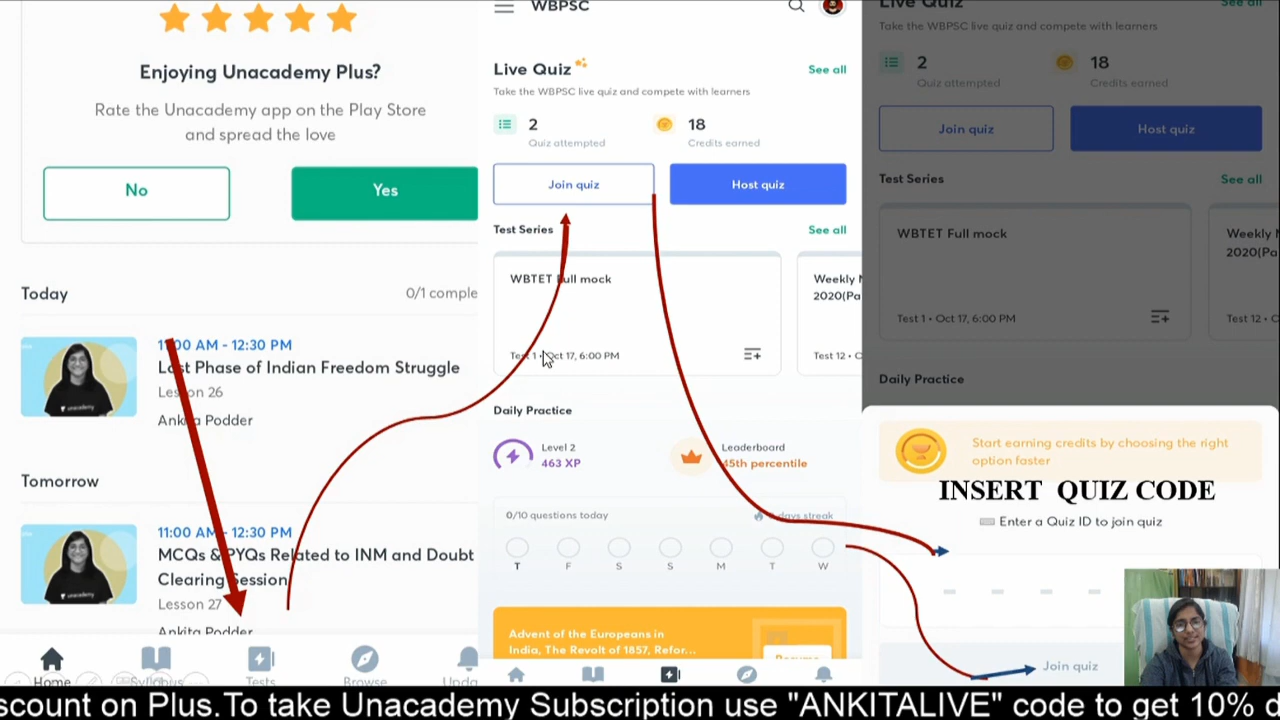 Enjoying Unacademy Plus?
Rate the Unacademy app on the Play Store
and spread the love
No
Yes
Today
0/1 comple
11:00 AM - 12:30 PM
Last Phase of Indian Freedom Struggle
Lesson 26
Ankita Podder
Tomorrow
11:00 AM - 12:30 PM
MCQs & PYQs Related to INM and Doubt
Clearing Session
Lesson 27
Ankita Podder
Home
Syllabus
Tests
Browse
Upda
WBPSC
Live Quiz
See all
Take the WBPSC live quiz and compete with learners
2
Quiz attempted
18
Credits earned
Join quiz
Host quiz
Test Series
See all
WBTET Full mock
Test 1 • Oct 17, 6:00 PM
Weekly
2020(Pa
Test 12 •
Daily Practice
Level 2
463 XP
Leaderboard
45th percentile
0/10 questions today
days streak
T F S S M T W
Advent of the Europeans in
India, The Revolt of 1857, Refor...
Resume
Live Quiz
See all
Take the WBPSC live quiz and compete with learners
2
Quiz attempted
18
Credits earned
Join quiz
Host quiz
Test Series
See all
WBTET Full mock
Test 1 • Oct 17, 6:00 PM
Weekly
2020(Pa
Test 12 •
Daily Practice
Start earning credits by choosing the right
option faster
INSERT QUIZ CODE
Enter a Quiz ID to join quiz
Join quiz
scount on Plus.To take Unacademy Subscription use "ANKITALIVE" code to get 10% d